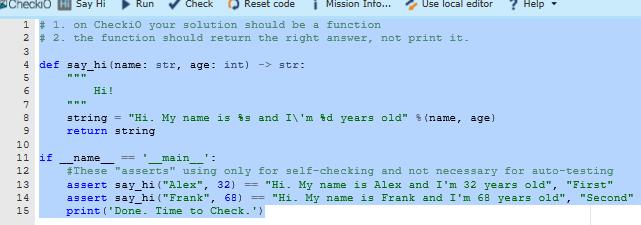 CheckiO Say Hi Run Check Reset code i Mission Info... Use local editor ? Help
1 # 1. on CheckiO your solution should be a function
2 # 2. the function should return the right answer, not print it.
3
4 def say_hi(name: str, age: int) -> str:
5     """
6         Hi!
7     """
8     string = "Hi. My name is %s and I\'m %d years old" %(name, age)
9     return string
10
11 if __name__ == '__main__':
12     #These "asserts" using only for self-checking and not necessary for auto-testing
13     assert say_hi("Alex", 32) == "Hi. My name is Alex and I'm 32 years old", "First"
14     assert say_hi("Frank", 68) == "Hi. My name is Frank and I'm 68 years old", "Second"
15     print('Done. Time to Check.')